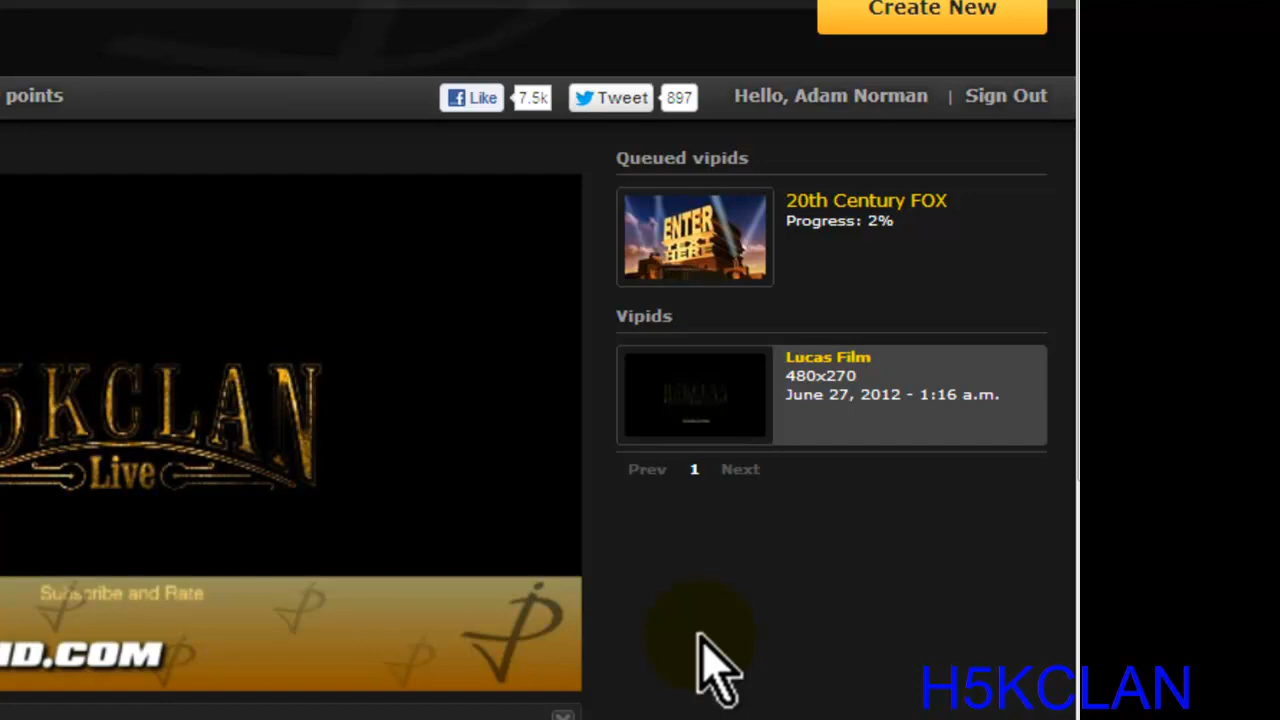 Create New
points
Like
7.5k
Tweet
897
Hello, Adam Norman
|
Sign Out
Queued vipids
ENTER
HERE
20th Century FOX
Progress: 2%
Vipids
Lucas Film
480x270
June 27, 2012 - 1:16 a.m.
Prev
1
Next
5KCLAN
Live
Subscribe and Rate
ID.COM
H5KCLAN